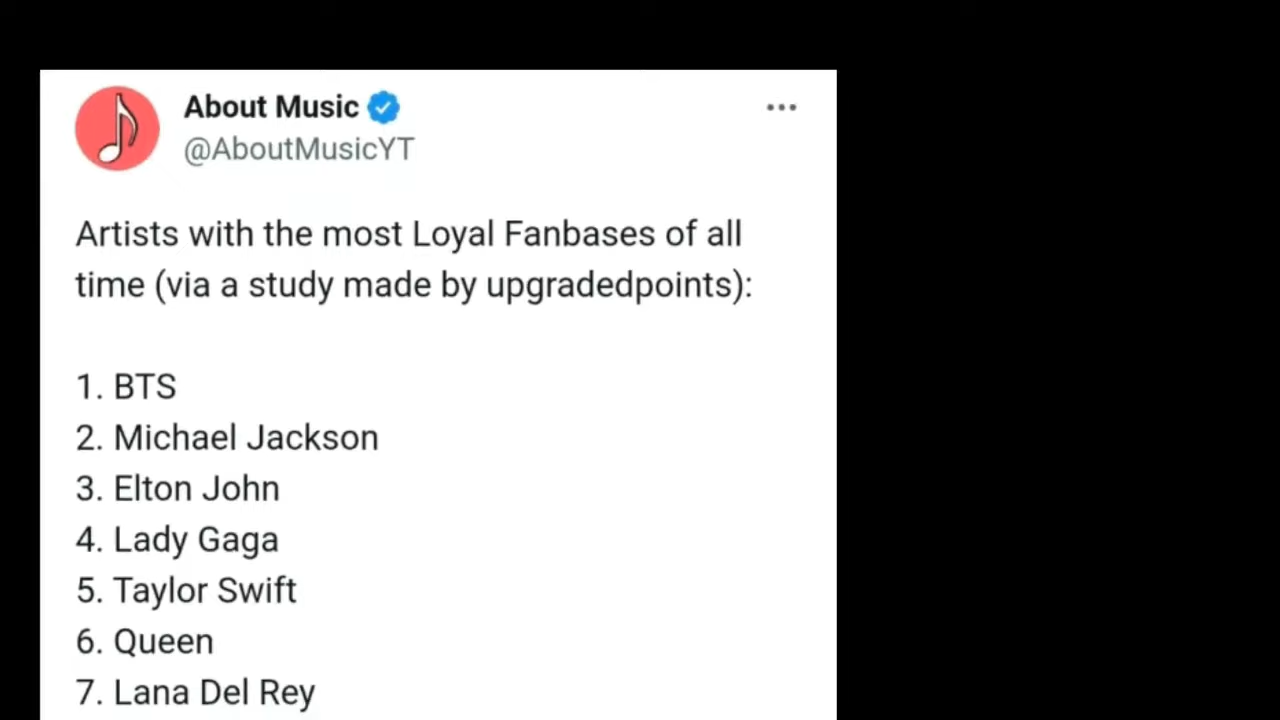 About Music
@AboutMusicYT
Artists with the most Loyal Fanbases of all
time (via a study made by upgradedpoints):
1. BTS
2. Michael Jackson
3. Elton John
4. Lady Gaga
5. Taylor Swift
6. Queen
7. Lana Del Rey